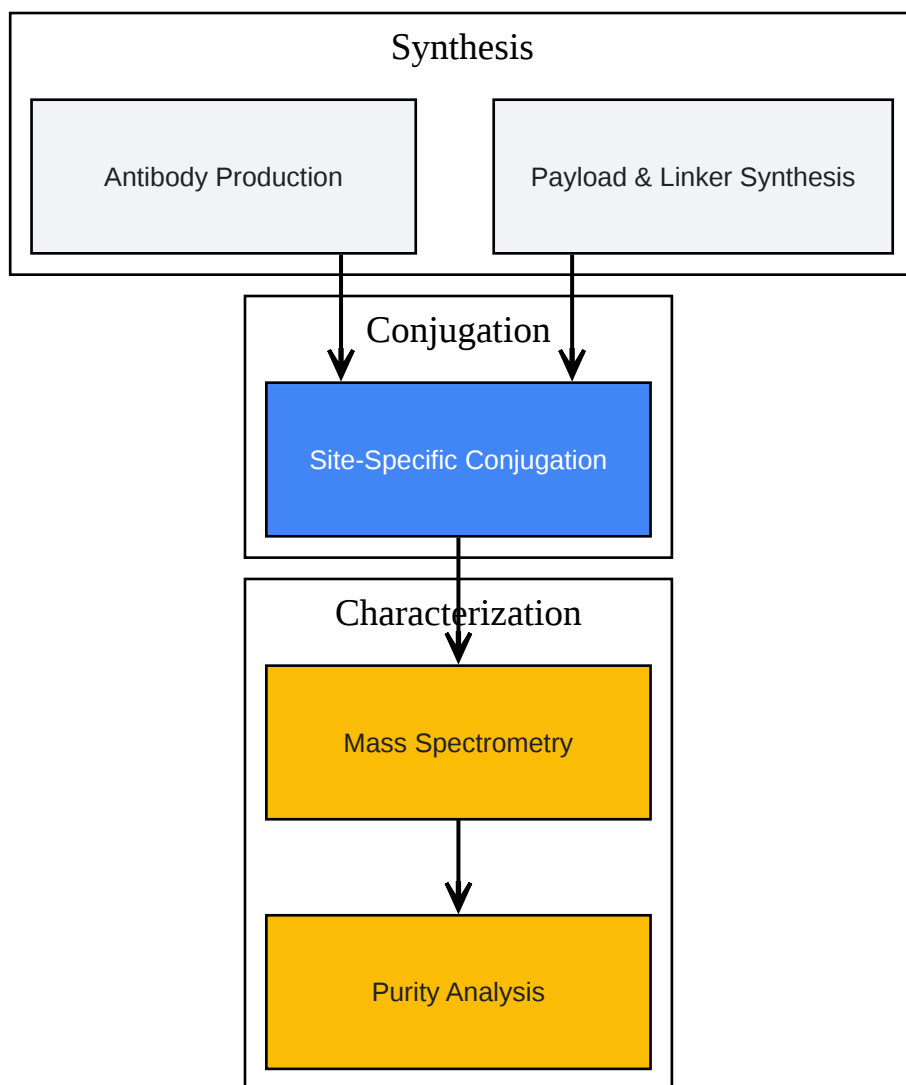 Synthesis
Antibody Production
Payload & Linker Synthesis
Conjugation
Site-Specific Conjugation
Characterization
Mass Spectrometry
Purity Analysis